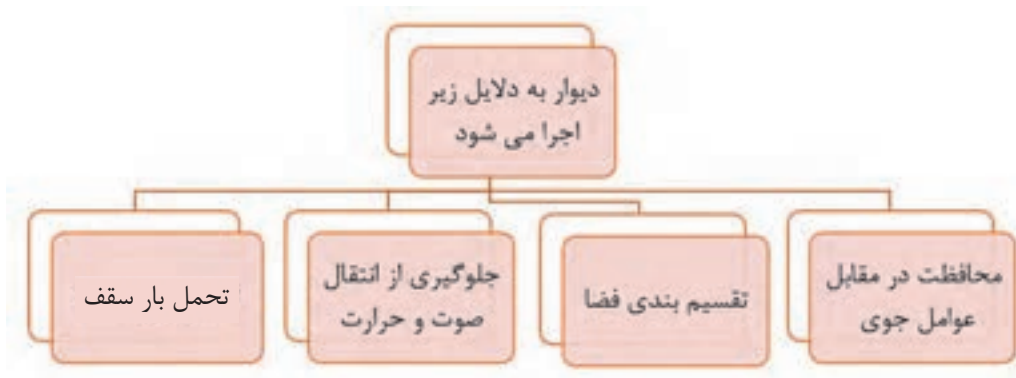 دیوار به دلایل زیر
اجرا می شود
محافظت در مقابل
عوامل جوی
تقسیم بندی فضا
جلوگیری از انتقال
صوت و حرارت
تحمل بار سقف